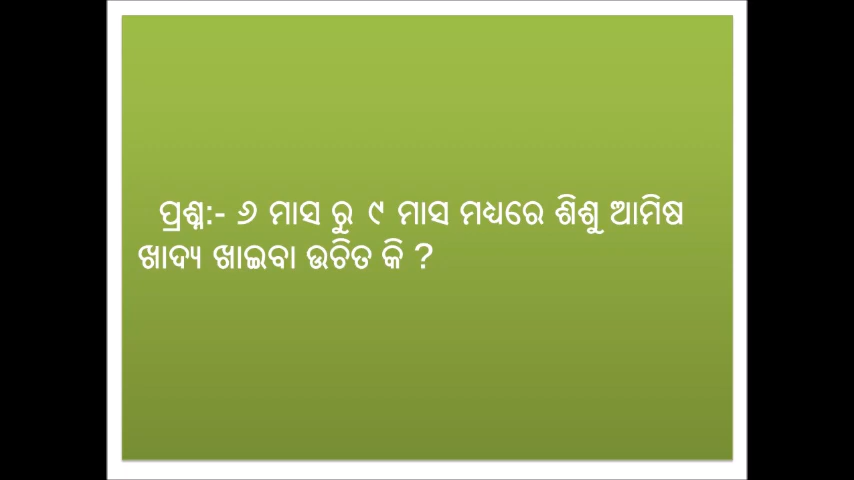 ପ୍ରଶ୍ନ:- ୬ ମାସ ରୁ ୯ ମାସ ମଧ୍ୟରେ ଶିଶୁ ଆମିଷ
ଖାଦ୍ୟ ଖାଇବା ଉଚିତ କି ?